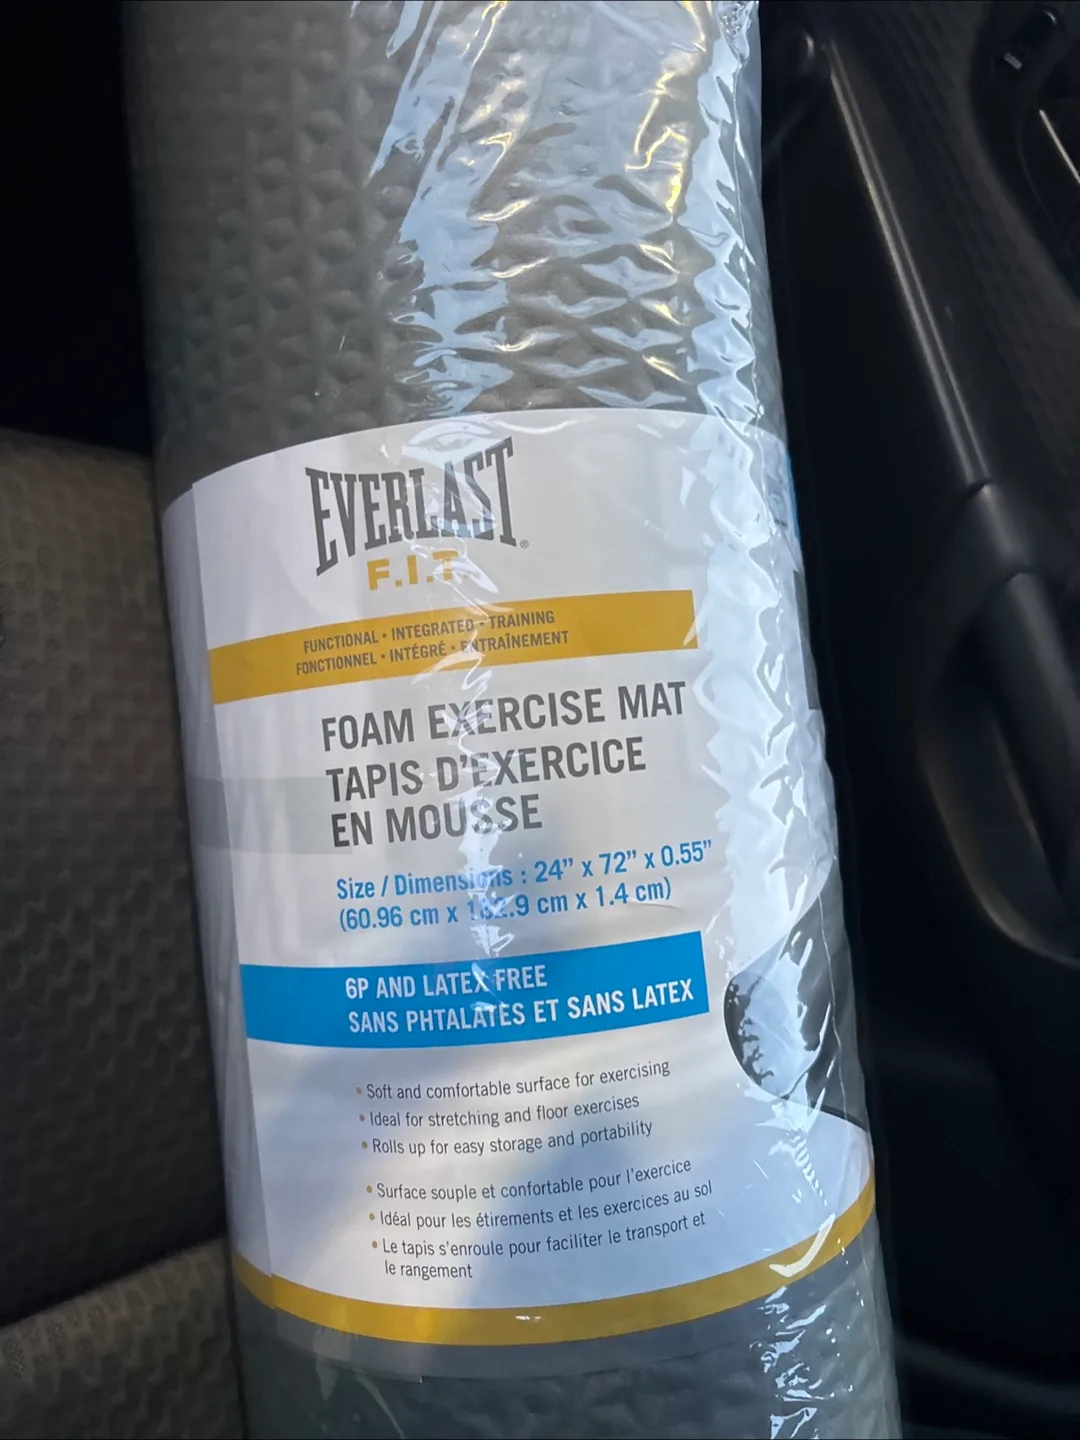 EVERLAST®
F.I.T.
FUNCTIONAL • INTEGRATED • TRAINING
FONCTIONNEL • INTÉGRÉ • ENTRAÎNEMENT
FOAM EXERCISE MAT
TAPIS D'EXERCICE
EN MOUSSE
Size / Dimensions : 24" x 72" x 0.55"
(60.96 cm x 182.9 cm x 1.4 cm)
6P AND LATEX FREE
SANS PHTALATES ET SANS LATEX
• Soft and comfortable surface for exercising
• Ideal for stretching and floor exercises
• Rolls up for easy storage and portability
• Surface souple et confortable pour l'exercice
• Idéal pour les étirements et les exercices au sol
• Le tapis s'enroule pour faciliter le transport et
le rangement